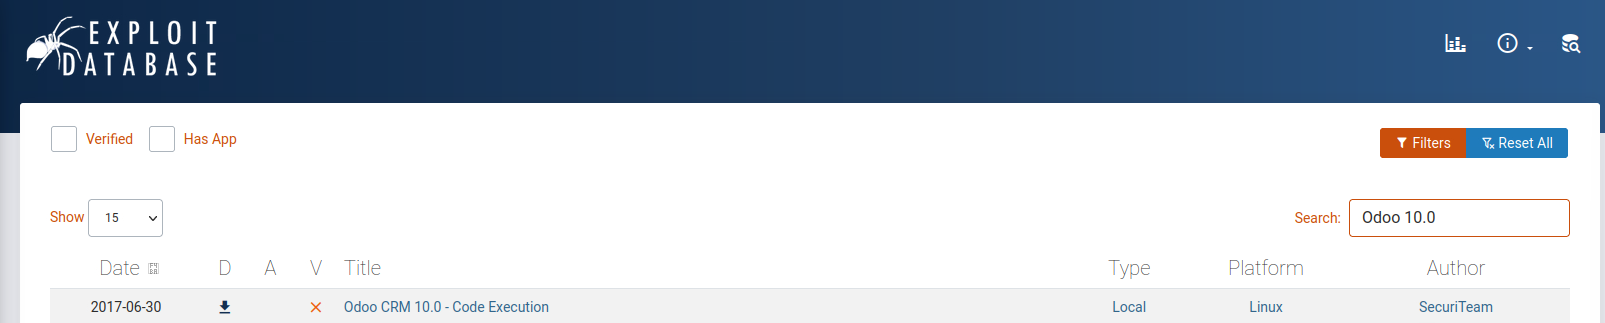 EXPLOIT
DATABASE
Verified Has App
Filters Reset All
Show 15 Search: Odoo 10.0
Date D A V Title Type Platform Author
2017-06-30 Odoo CRM 10.0 - Code Execution Local Linux SecuriTeam